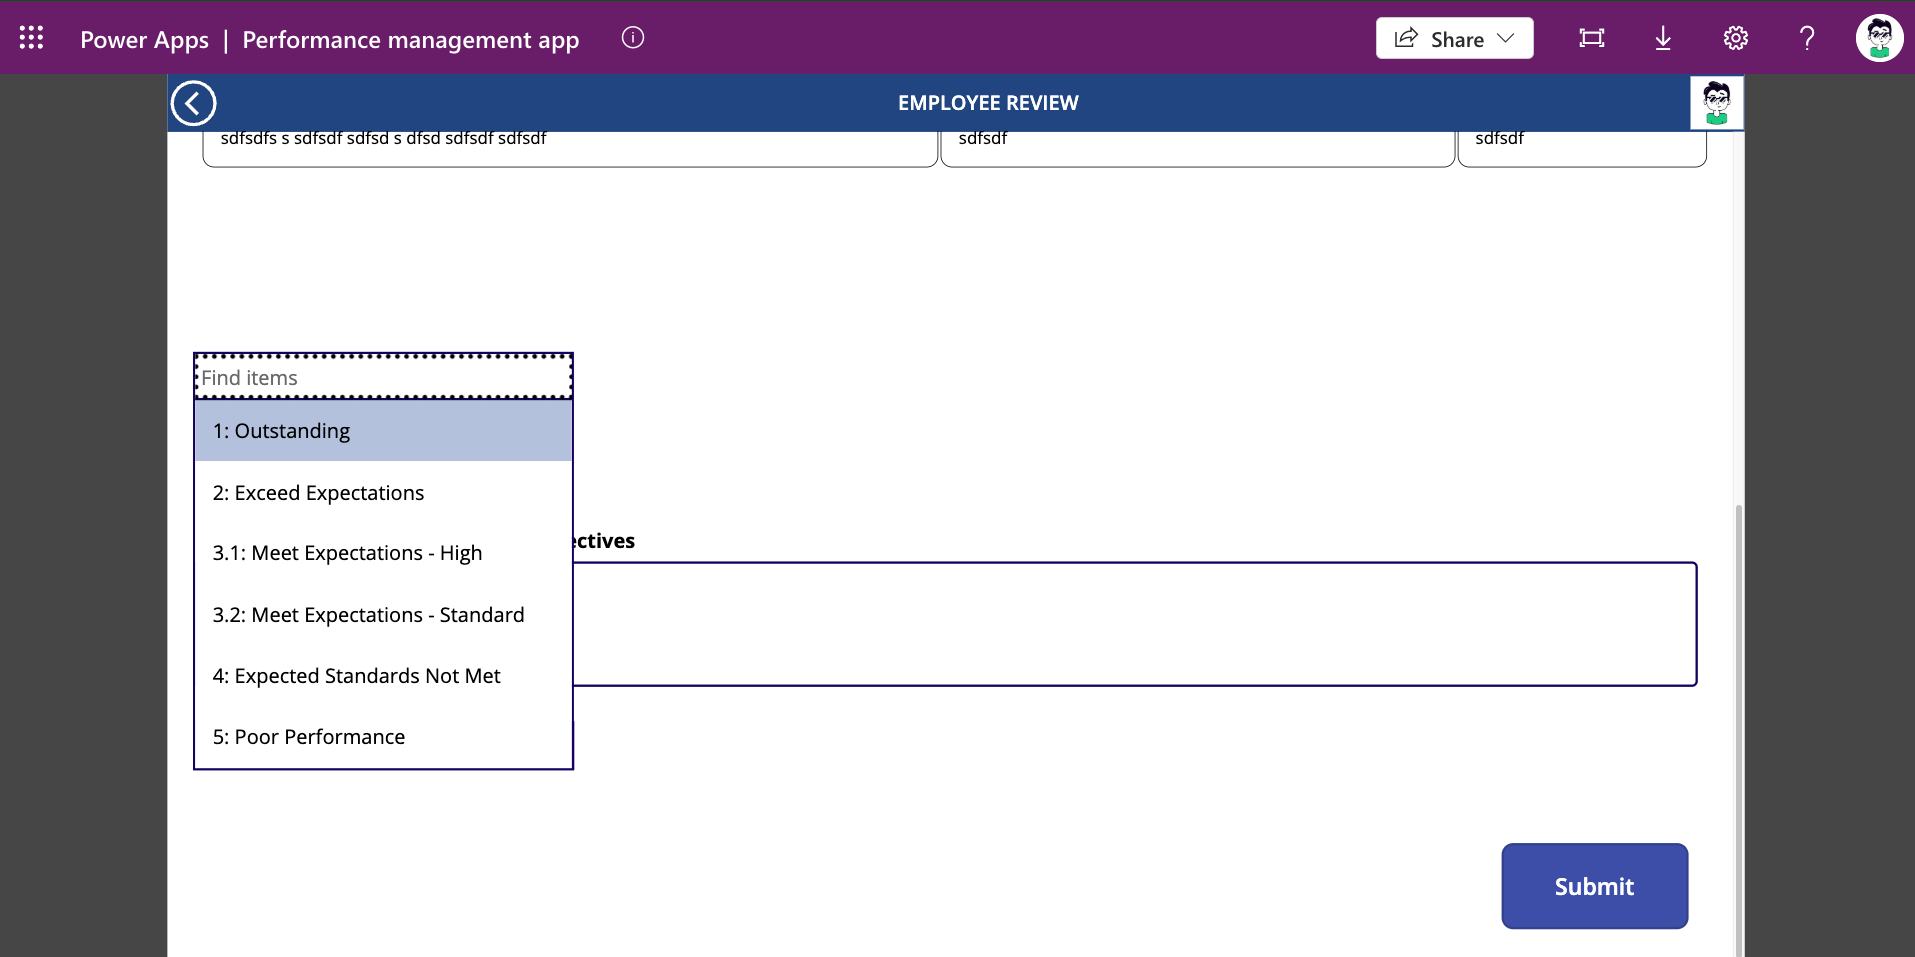 Power Apps | Performance management app
Share
EMPLOYEE REVIEW
sdfsdfs s sdfsdf sdfsd s dfsd sdfsdf sdfsdf
sdfsdf
sdfsdf
Find items
1: Outstanding
2: Exceed Expectations
3.1: Meet Expectations - High
ectives
3.2: Meet Expectations - Standard
4: Expected Standards Not Met
5: Poor Performance
Submit